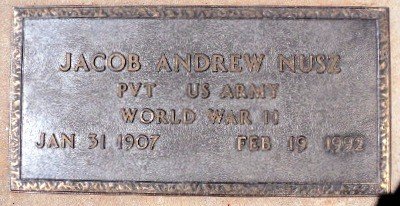 JACOB ANDREW NUSZ
PVT US ARMY
WORLD WAR II
JAN 31 1907 FEB 19 1992